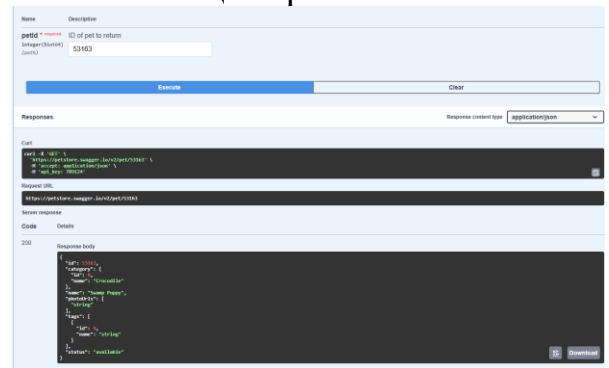 Name Description
petId * required ID of pet to return
integer($int64)
(path)
53163
Execute Clear
Responses Response content type application/json
Curl
curl -X 'GET' \
'https://petstore.swagger.io/v2/pet/53163' \
-H 'accept: application/json' \
Request URL
https://petstore.swagger.io/v2/pet/53163
Server response
Code Details
200
Response body
{
"id": 53163,
"category": {
"id": 0,
"name": "Crocodile"
},
"name": "Swamp Puppy",
"photoUrls": [
"string"
],
"tags": [
{
"id": 0,
"name": "string"
}
],
"status": "available"
}
Download